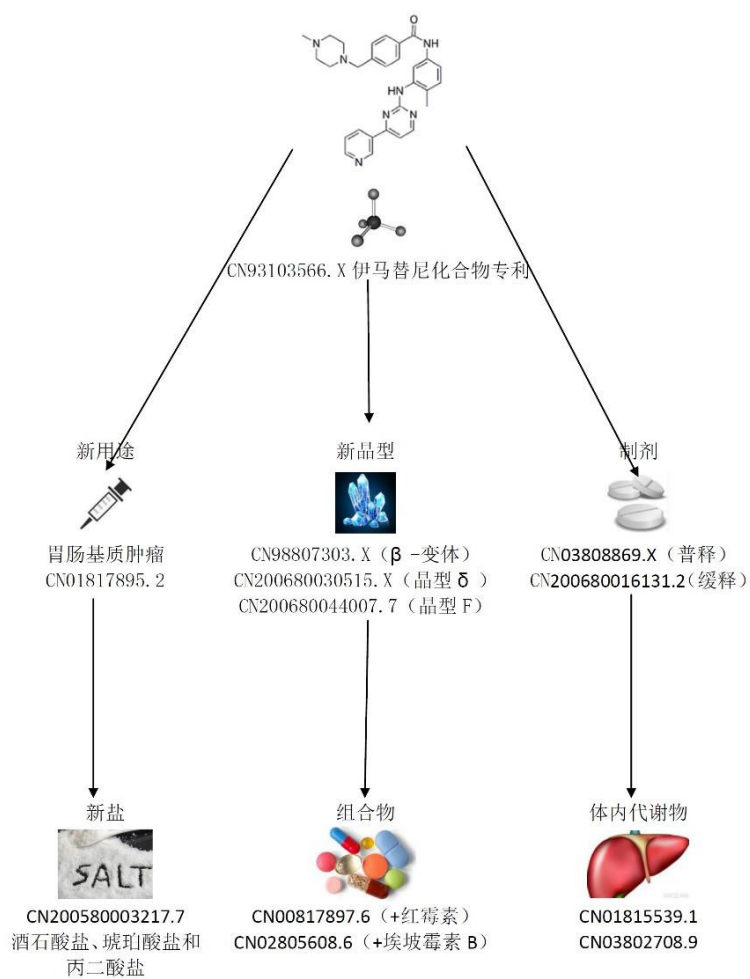 O
NH
N
N
HN
N
N
N
CN93103566.X 伊马替尼化合物专利
新用途
新晶型
制剂
胃肠基质肿瘤
CN01817895.2
CN98807303.X（β -变体）
CN200680030515.X（晶型 δ ）
CN200680044007.7（晶型 F）
CN03808869.X（普释）
CN200680016131.2（缓释）
新盐
组合物
体内代谢物
SALT
CN200580003217.7
酒石酸盐、琥珀酸盐和
丙二酸盐
CN00817897.6（+红霉素）
CN02805608.6（+埃坡霉素 B）
CN01815539.1
CN03802708.9